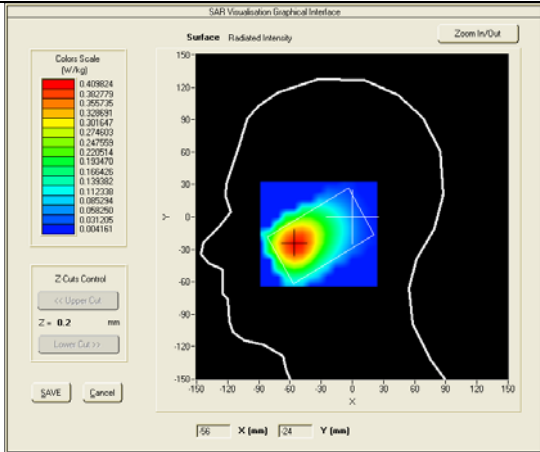 SAR Visualisation Graphical Interface
Surface Radiated Intensity
Zoom In/Out
Colors Scale
(W/kg)
0.409824
0.382779
0.355735
0.328691
0.301647
0.274603
0.247559
0.220514
0.193470
0.166426
0.139382
0.112338
0.085294
0.058250
0.031205
0.004161
150
120
90
60
30
0
-30
-60
-90
-120
-150
Y
-150 -120 -90 -60 -30 0 30 60 90 120 150
X
Z Cuts Control
<< Upper Cut
Z = 0.2 mm
Lower Cut >>
SAVE Cancel
-56 X (mm) -24 Y (mm)